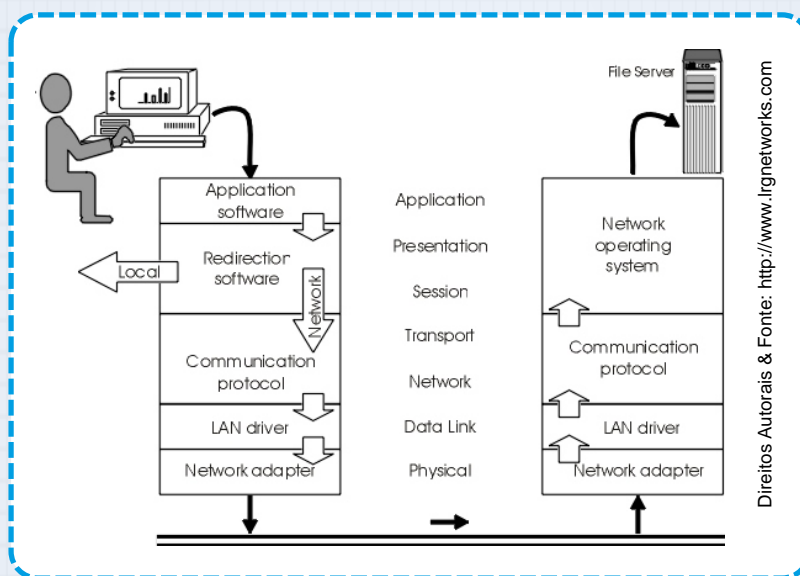 File Server
Application
software
Local
Redirection
software
Network
Communication
protocol
LAN driver
Network adapter
Application
Presentation
Session
Transport
Network
Data Link
Physical
Network
operating
system
Communication
protocol
LAN driver
Network adapter
Direitos Autorais & Fonte: http://www.lrgnetworks.com